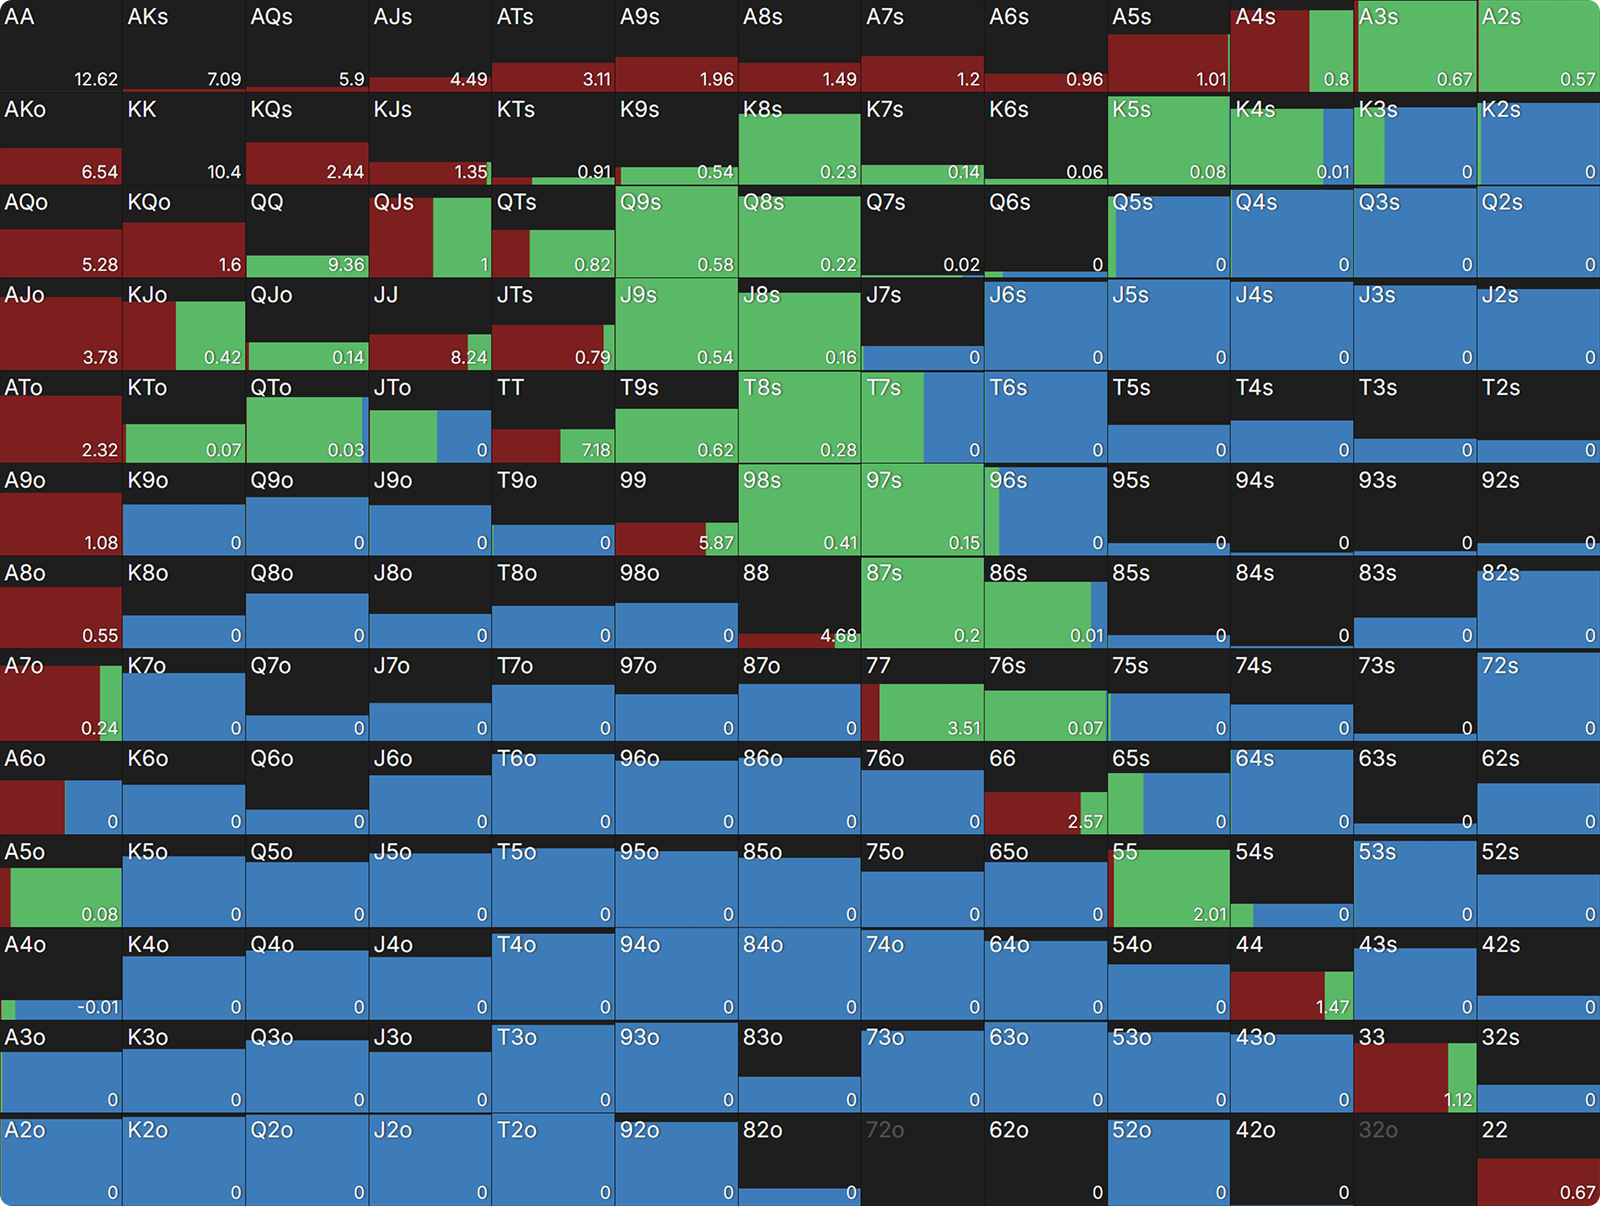 AA AKs AQs AJs ATs A9s A8s A7s A6s A5s A4s A3s A2s
12.62 7.09 5.9 4.49 3.11 1.96 1.49 1.2 0.96 1.01 0.8 0.67 0.57
AKo KK KQs KJs KTs K9s K8s K7s K6s K5s K4s K3s K2s
6.54 10.4 2.44 1.35 0.91 0.54 0.23 0.14 0.06 0.08 0.01 0 0
AQo KQo QQ QJs QTs Q9s Q8s Q7s Q6s Q5s Q4s Q3s Q2s
5.28 1.6 9.36 1 0.82 0.58 0.22 0.02 0 0 0 0 0
AJo KJo QJo JJ JTs J9s J8s J7s J6s J5s J4s J3s J2s
3.78 0.42 0.14 8.24 0.79 0.54 0.16 0 0 0 0 0 0
ATo KTo QTo JTo TT T9s T8s T7s T6s T5s T4s T3s T2s
2.32 0.07 0.03 0 7.18 0.62 0.28 0 0 0 0 0 0
A9o K9o Q9o J9o T9o 99 98s 97s 96s 95s 94s 93s 92s
1.08 0 0 0 0 5.87 0.41 0.15 0 0 0 0 0
A8o K8o Q8o J8o T8o 98o 88 87s 86s 85s 84s 83s 82s
0.55 0 0 0 0 0 4.68 0.2 0.01 0 0 0 0
A7o K7o Q7o J7o T7o 97o 87o 77 76s 75s 74s 73s 72s
0.24 0 0 0 0 0 0 3.51 0.07 0 0 0 0
A6o K6o Q6o J6o T6o 96o 86o 76o 66 65s 64s 63s 62s
0 0 0 0 0 0 0 0 2.57 0 0 0 0
A5o K5o Q5o J5o T5o 95o 85o 75o 65o 55 54s 53s 52s
0.08 0 0 0 0 0 0 0 0 2.01 0 0 0
A4o K4o Q4o J4o T4o 94o 84o 74o 64o 54o 44 43s 42s
-0.01 0 0 0 0 0 0 0 0 0 1.47 0 0
A3o K3o Q3o J3o T3o 93o 83o 73o 63o 53o 43o 33 32s
0 0 0 0 0 0 0 0 0 0 0 1.12 0
A2o K2o Q2o J2o T2o 92o 82o 72o 62o 52o 42o 32o 22
0 0 0 0 0 0 0 0 0 0 0.67